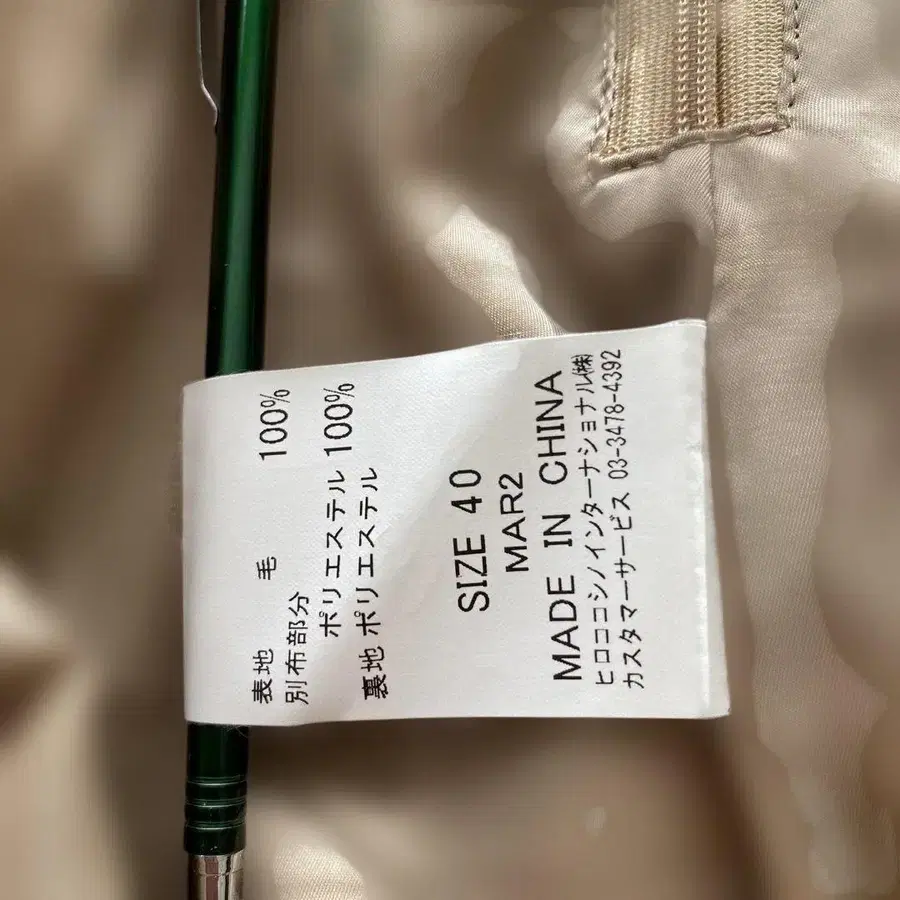 表地 毛 100%
別布部分
ポリエステル 100%
裏地 ポリエステル
SIZE 40
MAR2
MADE IN CHINA
ヒロココシノインターナショナル㈱
カスタマーサービス 03-3478-4392